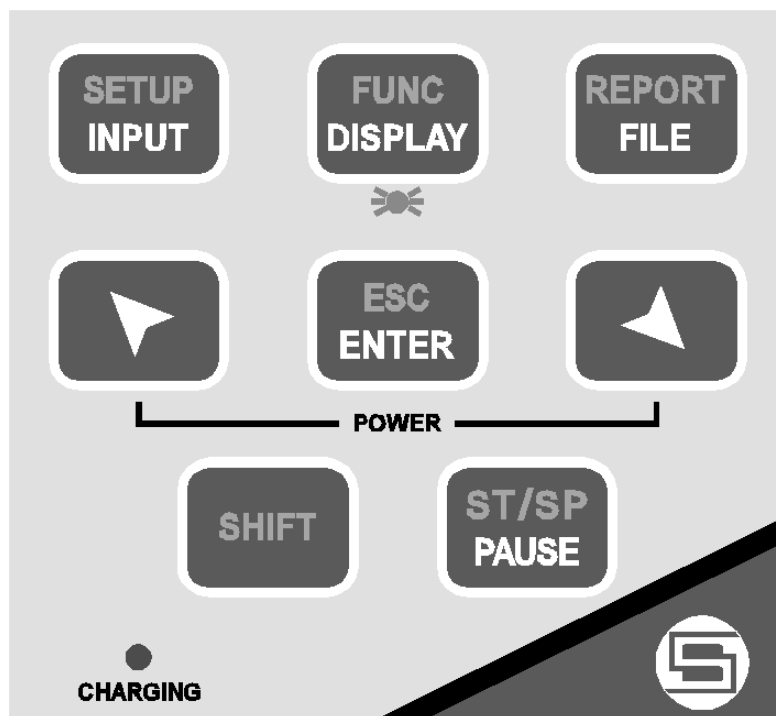 SETUP
INPUT
FUNC
DISPLAY
REPORT
FILE
ESC
ENTER
POWER
SHIFT
ST/SP
PAUSE
CHARGING